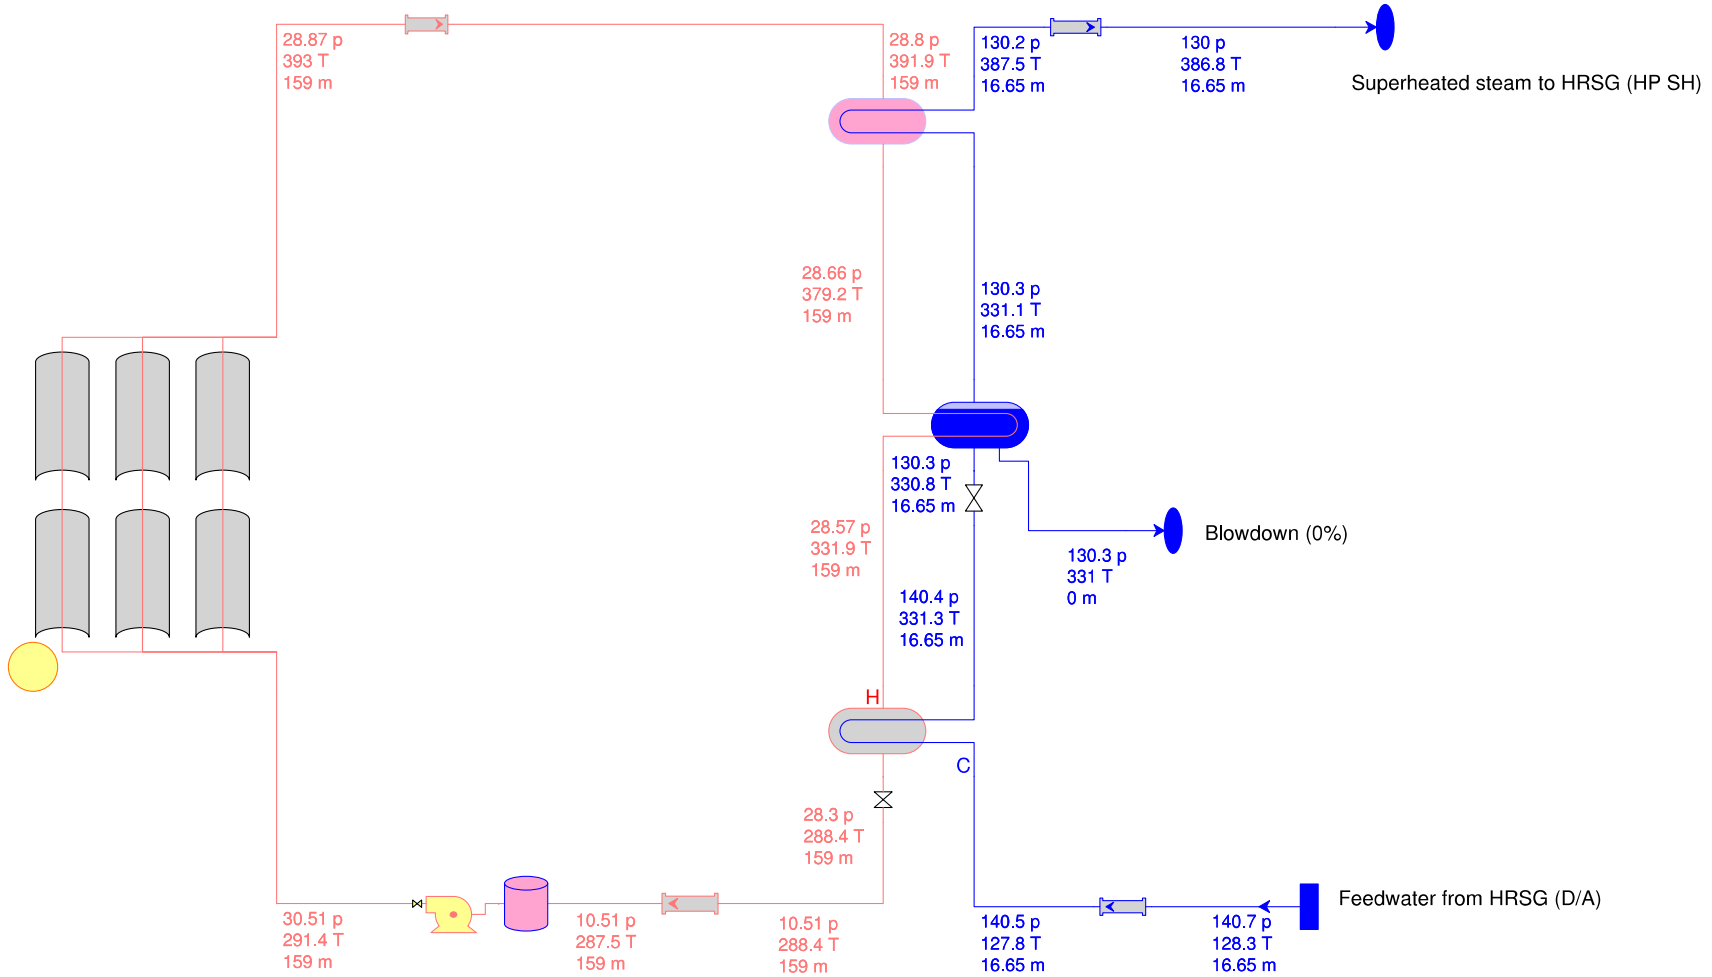 28.87 p
393 T
159 m
28.8 p
391.9 T
159 m
130.2 p
387.5 T
16.65 m
130 p
386.8 T
16.65 m
Superheated steam to HRSG (HP SH)
28.66 p
379.2 T
159 m
130.3 p
331.1 T
16.65 m
130.3 p
330.8 T
16.65 m
28.57 p
331.9 T
159 m
Blowdown (0%)
130.3 p
331 T
0 m
140.4 p
331.3 T
16.65 m
H
C
28.3 p
288.4 T
159 m
Feedwater from HRSG (D/A)
30.51 p
291.4 T
159 m
10.51 p
287.5 T
159 m
10.51 p
288.4 T
159 m
140.5 p
127.8 T
16.65 m
140.7 p
128.3 T
16.65 m